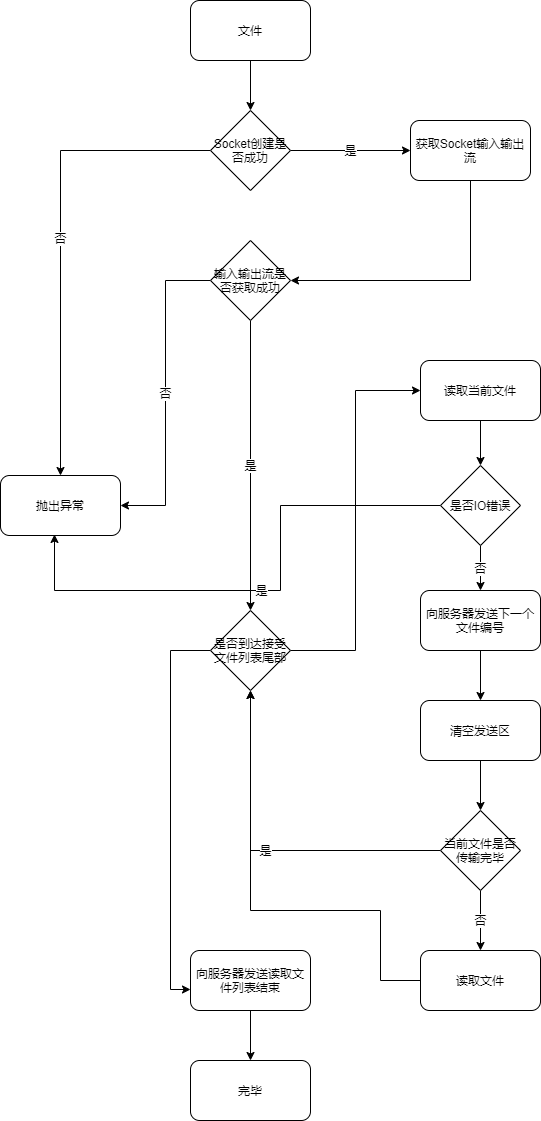 文件
Socket创建是
否成功
是
获取Socket输入输出
流
否
输入输出流是
否获取成功
否
是
读取当前文件
抛出异常
是否IO错误
否
是
向服务器发送下一个
文件编号
是否到达接受
文件列表尾部
清空发送区
当前文件是否
传输完毕
是
否
向服务器发送读取文
件列表结束
读取文件
完毕